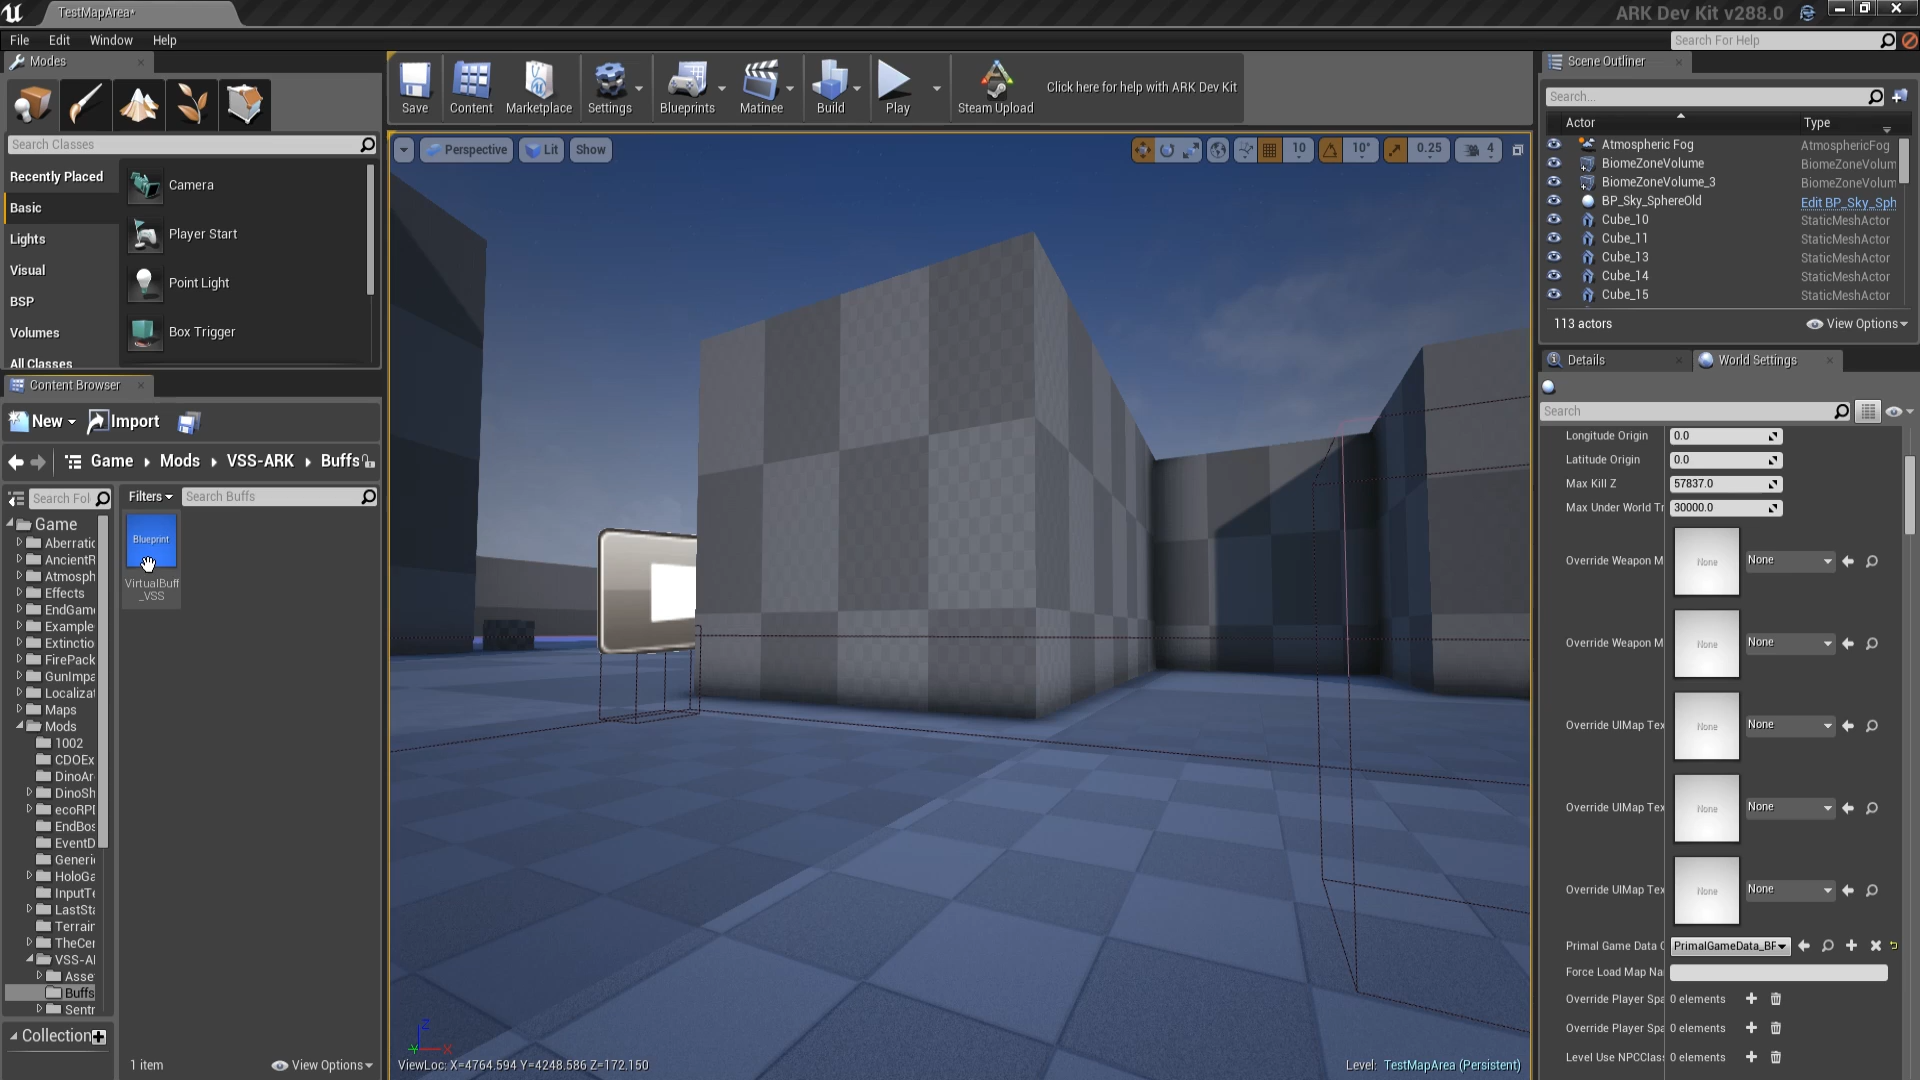 TestMapArea*
ARK Dev Kit v288.0
File Edit Window Help
Search For Help
Modes
Save Content Marketplace Settings Blueprints Matinee Build Play Steam Upload
Click here for help with ARK Dev Kit
Scene Outliner
Search...
Actor Type
Atmospheric Fog AtmosphericFog
BiomeZoneVolume BiomeZoneVolum
BiomeZoneVolume_3 BiomeZoneVolum
BP_Sky_SphereOld Edit BP_Sky_Sph
Cube_10 StaticMeshActor
Cube_11 StaticMeshActor
Cube_13 StaticMeshActor
Cube_14 StaticMeshActor
Cube_15 StaticMeshActor
113 actors
View Options
Search Classes
Recently Placed
Basic
Lights
Visual
BSP
Volumes
All Classes
Camera
Player Start
Point Light
Box Trigger
Perspective Lit Show
10 10° 0.25 4
Content Browser
New Import
Game Mods VSS-ARK Buffs
Search Fol
Filters Search Buffs
Game
Aberratic
AncientR
Atmosph
Effects
EndGame
Example
Extinctio
FirePack
GunImpa
Localizat
Maps
Mods
1002
CDOEx
DinoAr
DinoSh
ecoRPI
EndBos
EventD
Generi
HoloGa
InputTe
LastSta
Terrain
TheCer
VSS-AI
Asse
Buffs
Sentr
Collection
Blueprint
VirtualBuff
_VSS
1 item
View Options
ViewLoc: X=4764.594 Y=4248.586 Z=172.150
Level: TestMapArea (Persistent)
Details World Settings
Search
Longitude Origin 0.0
Latitude Origin 0.0
Max Kill Z 57837.0
Max Under World Tr 30000.0
Override Weapon M None None
Override Weapon M None None
Override UIMap Tex None None
Override UIMap Tex None None
Override UIMap Tex None None
Primal Game Data C PrimalGameData_BF
Force Load Map Na
Override Player Spa 0 elements
Override Player Spa 0 elements
Level Use NPCClass 0 elements